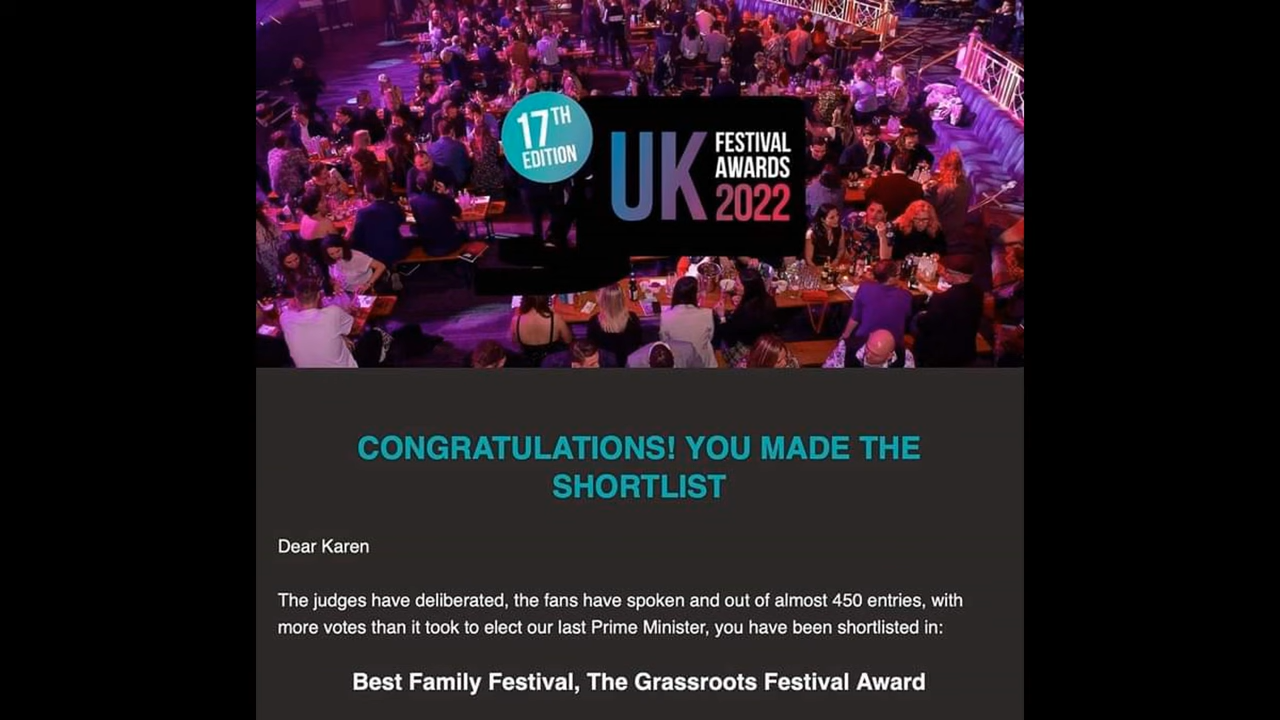 17TH
EDITION
UK
FESTIVAL
AWARDS
2022
CONGRATULATIONS! YOU MADE THE
SHORTLIST
Dear Karen
The judges have deliberated, the fans have spoken and out of almost 450 entries, with
more votes than it took to elect our last Prime Minister, you have been shortlisted in:
Best Family Festival, The Grassroots Festival Award